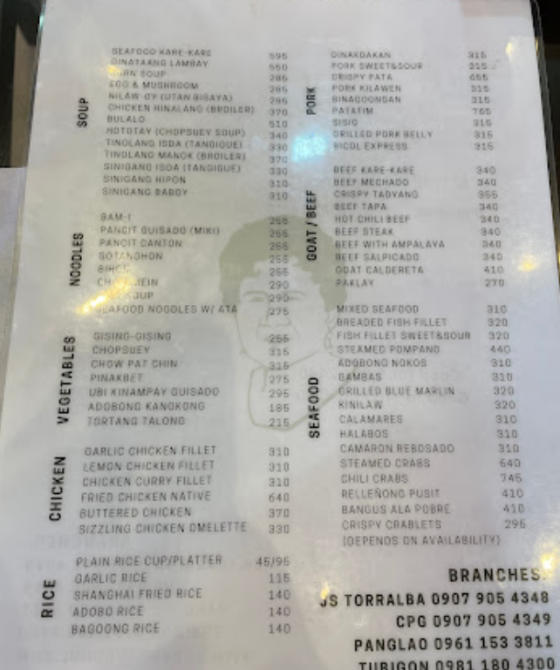 SOUP
SEAFOOD KARE-KARE 595
GINATAANG LAMBAY 550
CORN SOUP 285
EGG & MUSHROOM 285
NILAW-OY (UTAN BISAYA) 295
CHICKEN HINALANG (BROILER) 370
BULALO 510
HOTOTAY (CHOPSUEY SOUP) 340
TINOLANG ISDA (TANGIGUE) 330
TINOLANG MANOK (BROILER) 370
SINIGANG ISDA (TANGIGUE) 330
SINIGANG HIPON 310
SINIGANG BABOY 310
NOODLES
BAM-I 255
PANCIT GUISADO (MIKI) 255
PANCIT CANTON 255
SOTANGHON 255
255
290
290
SEAFOOD NOODLES W/ ATA 275
VEGETABLES
GISING-GISING 255
CHOPSUEY 315
CHOW PAT CHIN 315
PINAKBET 275
UBI KINAMPAY GUISADO 295
ADOBONG KANGKONG 185
TORTANG TALONG 215
CHICKEN
GARLIC CHICKEN FILLET 310
LEMON CHICKEN FILLET 310
CHICKEN CURRY FILLET 310
FRIED CHICKEN NATIVE 640
BUTTERED CHICKEN 370
SIZZLING CHICKEN OMELETTE 330
RICE
PLAIN RICE CUP/PLATTER 45/95
GARLIC RICE 115
SHANGHAI FRIED RICE 140
ADOBO RICE 140
BAGOONG RICE 140
PORK
DINAKDAKAN 315
PORK SWEET&SOUR 315
CRISPY PATA 655
PORK KILAWEN 315
BINAGOONGAN 315
PATATIM 765
SISIG 315
GRILLED PORK BELLY 315
BICOL EXPRESS 315
GOAT / BEEF
BEEF KARE-KARE 340
BEEF MECHADO 340
CRISPY TADYANG 355
BEEF TAPA 340
HOT CHILI BEEF 340
BEEF STEAK 340
BEEF WITH AMPALAYA 340
BEEF SALPICADO 340
GOAT CALDERETA 410
PAKLAY 270
SEAFOOD
MIXED SEAFOOD 310
BREADED FISH FILLET 320
FISH FILLET SWEET&SOUR 320
STEAMED POMPANO 440
ADOBONG NOKOS 310
GAMBAS 310
GRILLED BLUE MARLIN 320
KINILAW 320
CALAMARES 310
HALABOS 310
CAMARON REBOSADO 310
STEAMED CRABS 640
CHILI CRABS 745
RELLEÑONG PUSIT 410
BANGUS ALA POBRE 410
CRISPY CRABLETS 295
(DEPENDS ON AVAILABILITY)
BRANCHES:
JS TORRALBA 0907 905 4348
CPG 0907 905 4349
PANGLAO 0961 153 3811
TUBIGON 0981 180 4300